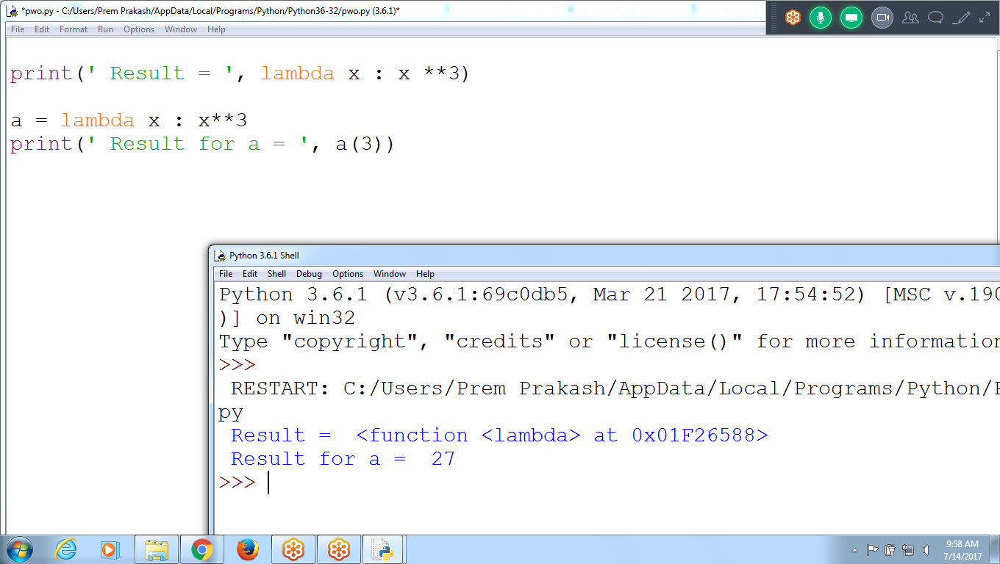 *pwo.py - C:/Users/Prem Prakash/AppData/Local/Programs/Python/Python36-32/pwo.py (3.6.1)*
File Edit Format Run Options Window Help
print(' Result = ', lambda x : x **3)
a = lambda x : x**3
print(' Result for a = ', a(3))
Python 3.6.1 Shell
File Edit Shell Debug Options Window Help
Python 3.6.1 (v3.6.1:69c0db5, Mar 21 2017, 17:54:52) [MSC v.190
)] on win32
Type "copyright", "credits" or "license()" for more information
>>>
RESTART: C:/Users/Prem Prakash/AppData/Local/Programs/Python/P
py
Result =  <function <lambda> at 0x01F26588>
Result for a =  27
>>>
9:58 AM
7/14/2017